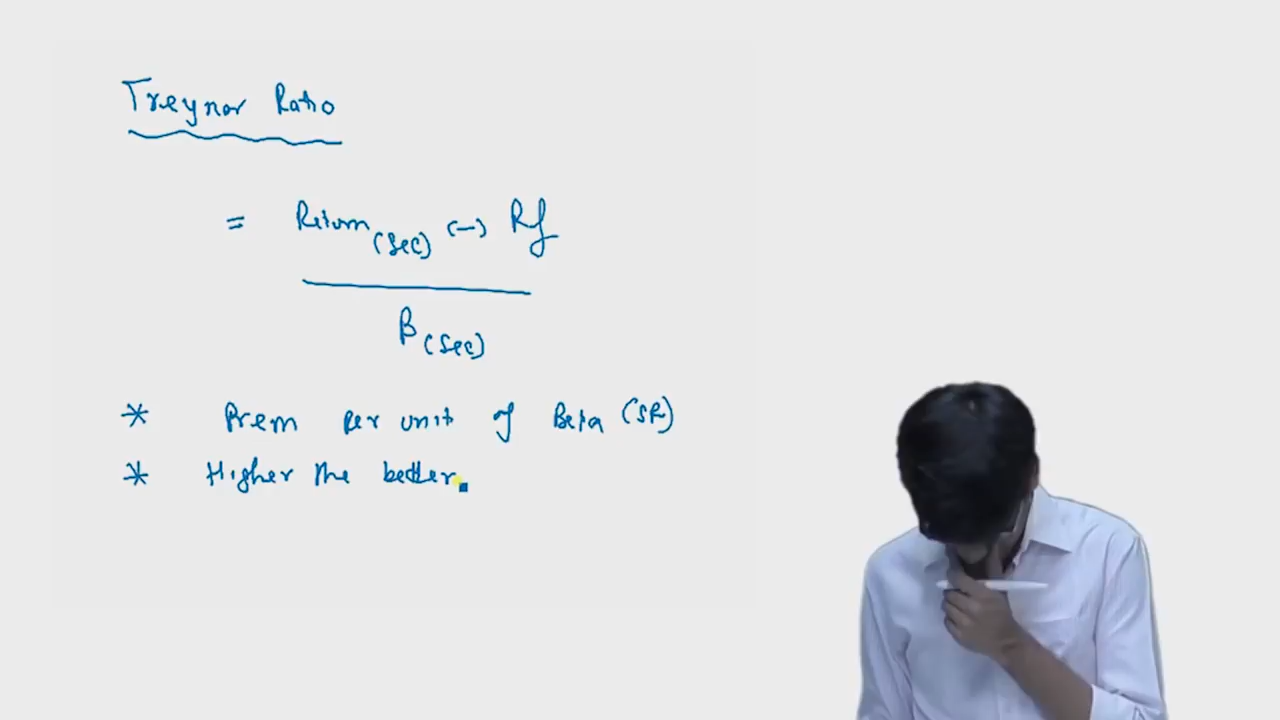 Treynor Ratio
= Return (Sec) (-) Rf
β (Sec)
* Prem Per unit of Beta (SR)
* Higher the better